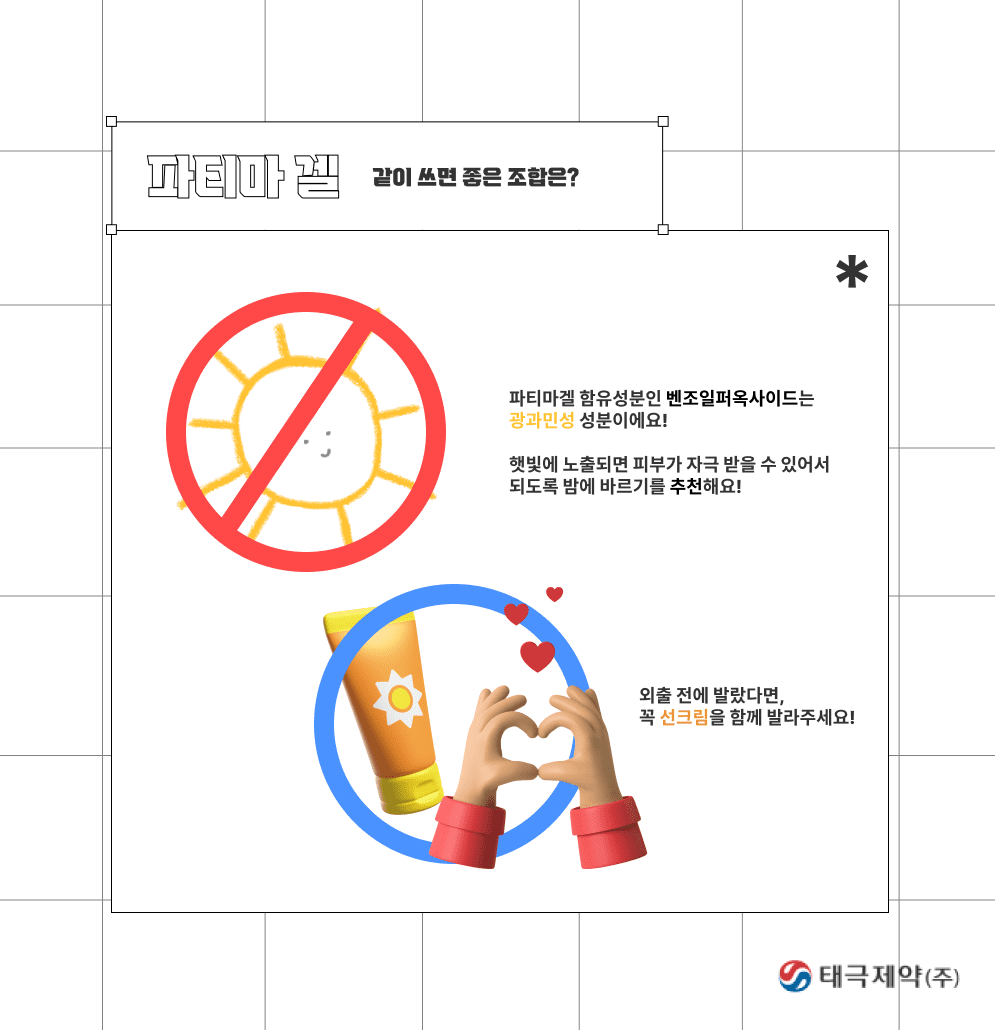 파티마 겔 같이 쓰면 좋은 조합은?
*
파티마겔 함유성분인 벤조일퍼옥사이드는
광과민성 성분이에요!
햇빛에 노출되면 피부가 자극 받을 수 있어서
되도록 밤에 바르기를 추천해요!
외출 전에 발랐다면,
꼭 선크림을 함께 발라주세요!
태극제약(주)